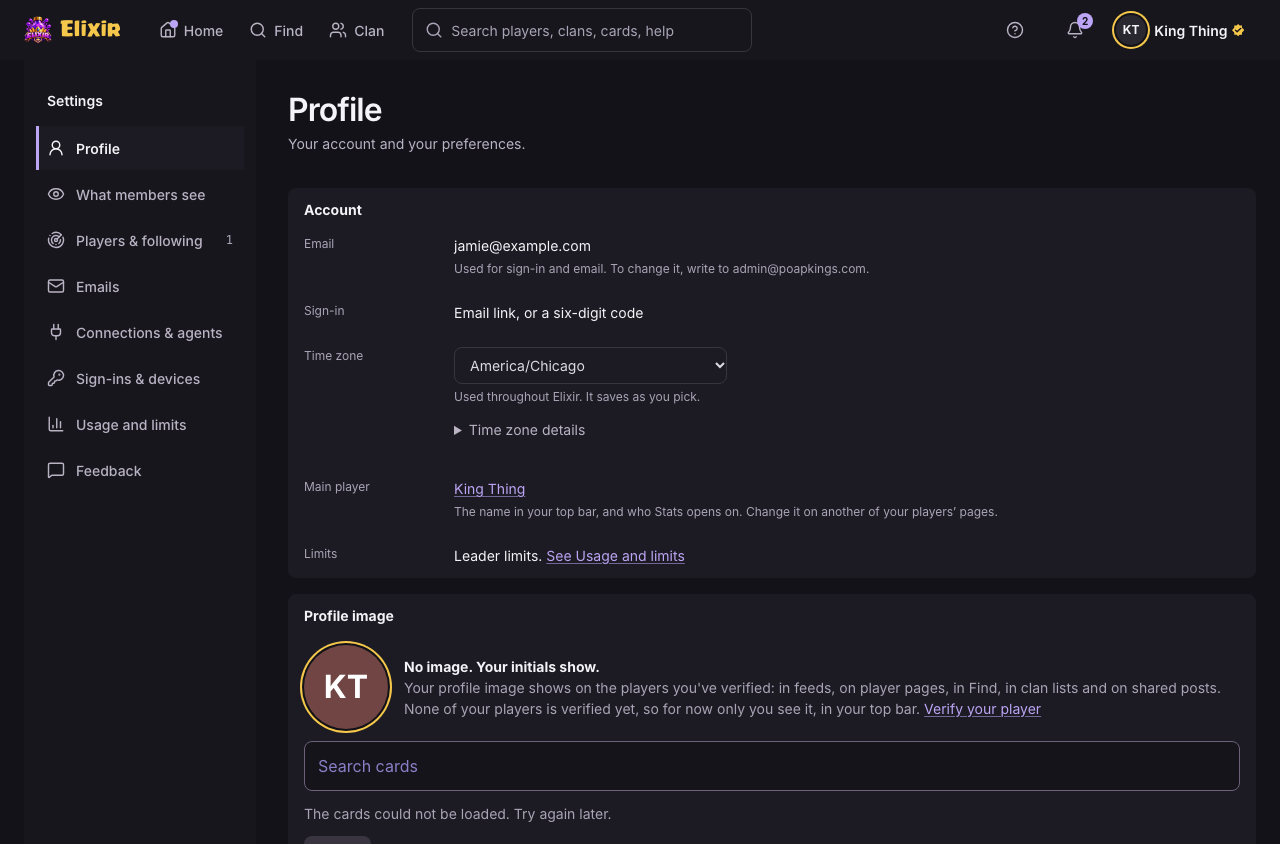 Elixir
Home
Find
Clan
Search players, clans, cards, help
2
KT
King Thing
Settings
Profile
What members see
Players & following 1
Emails
Connections & agents
Sign-ins & devices
Usage and limits
Feedback
Profile
Your account and your preferences.
Account
Email
jamie@example.com
Used for sign-in and email. To change it, write to admin@poapkings.com.
Sign-in
Email link, or a six-digit code
Time zone
America/Chicago
Used throughout Elixir. It saves as you pick.
Time zone details
Main player
King Thing
The name in your top bar, and who Stats opens on. Change it on another of your players' pages.
Limits
Leader limits. See Usage and limits
Profile image
KT
No image. Your initials show.
Your profile image shows on the players you've verified: in feeds, on player pages, in Find, in clan lists and on shared posts.
None of your players is verified yet, so for now only you see it, in your top bar. Verify your player
Search cards
The cards could not be loaded. Try again later.